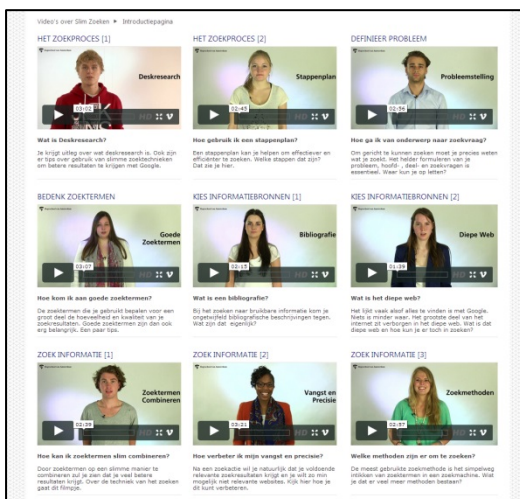 Video's over Slim Zoeken ▸ Introductiepagina
HET ZOEKPROCES [1]
Deskresearch
03:02
HD
Wat is Deskresearch?
Je krijgt uitleg over wat deskresearch is. Ook zijn
er tips over gebruik van slimme zoektechnieken
om betere resultaten te krijgen met Google.
HET ZOEKPROCES [2]
Stappenplan
02:45
HD
Hoe gebruik ik een stappenplan?
Een stappenplan kan je helpen om effectiever en
efficiënter te zoeken. Welke stappen dat zijn?
Dat zie je hier.
DEFINIEER PROBLEEM
Probleemstelling
02:56
HD
Hoe ga ik van onderwerp naar zoekvraag?
Om gericht te kunnen zoeken moet je precies weten
wat je zoekt. Het helder formuleren van je
probleem, hoofd- , deel- en zoekvragen is
essentieel. Waar kun je op letten?
BEDENK ZOEKTERMEN
Goede
Zoektermen
03:07
HD
Hoe kom ik aan goede zoektermen?
De zoektermen die je gebruikt bepalen voor een
groot deel de hoeveelheid en kwaliteit van je
zoekresultaten. Goede zoektermen zijn dan ook
erg belangrijk. Een paar tips.
KIES INFORMATIEBRONNEN [1]
Bibliografie
02:15
HD
Wat is een bibliografie?
Bij het zoeken naar bruikbare informatie kom je
ongetwijfeld bibliografische beschrijvingen tegen.
Wat zijn dat eigenlijk?
KIES INFORMATIEBRONNEN [2]
Diepe Web
01:39
HD
Wat is het diepe web?
Het lijkt vaak alsof alles te vinden is met Google.
Niets is minder waar. Het grootste deel van het
internet zit verborgen in het diepe web. Wat is dat
diepe web en hoe kun je er toch in zoeken?
ZOEK INFORMATIE [1]
Zoektermen
Combineren
02:39
HD
Hoe kan ik zoektermen slim combineren?
Door zoektermen op een slimme manier te
combineren zul je zien dat je veel betere
resultaten krijgt. Over de techniek van het zoeken
gaat dit filmpje.
ZOEK INFORMATIE [2]
Vangst en
Precisie
03:21
HD
Hoe verbeter ik mijn vangst en precisie?
Na een zoekactie wil je natuurlijk dat je voldoende
relevante zoekresultaten krijgt en je wilt zo min
mogelijk niet relevante websites. Kijk hier hoe je
dit kunt verbeteren.
ZOEK INFORMATIE [3]
Zoekmethoden
02:57
HD
Welke methoden zijn er om te zoeken?
De meest gebruikte zoekmethode is het simpelweg
intikken van zoektermen in een zoekmachine. Wat
je dat er veel meer methoden bestaan?